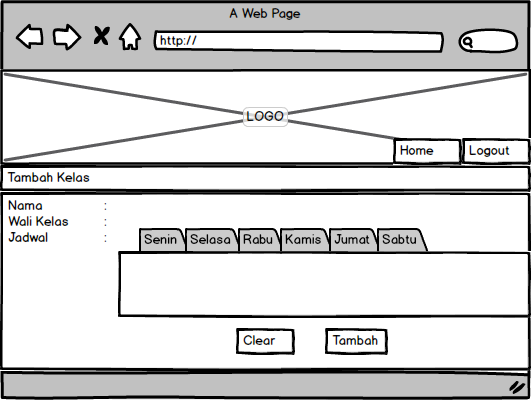 A Web Page
http://
LOGO
Home Logout
Tambah Kelas
Nama :
Wali Kelas :
Jadwal :
Senin Selasa Rabu Kamis Jumat Sabtu
Clear Tambah